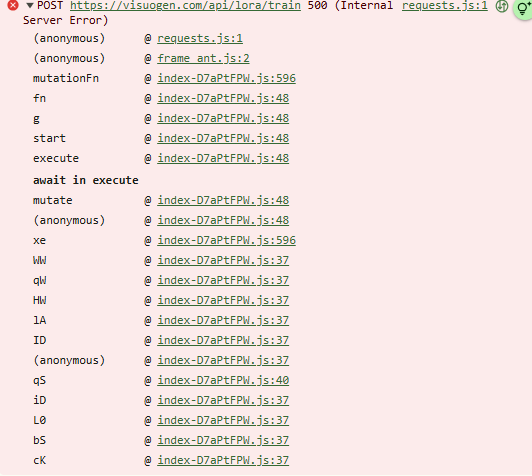 POST https://visuogen.com/api/lora/train 500 (Internal requests.js:1
Server Error)
(anonymous) @ requests.js:1
(anonymous) @ frame_ant.js:2
mutationFn @ index-D7aPtFPW.js:596
fn @ index-D7aPtFPW.js:48
g @ index-D7aPtFPW.js:48
start @ index-D7aPtFPW.js:48
execute @ index-D7aPtFPW.js:48
await in execute
mutate @ index-D7aPtFPW.js:48
(anonymous) @ index-D7aPtFPW.js:48
xe @ index-D7aPtFPW.js:596
WW @ index-D7aPtFPW.js:37
qW @ index-D7aPtFPW.js:37
HW @ index-D7aPtFPW.js:37
lA @ index-D7aPtFPW.js:37
ID @ index-D7aPtFPW.js:37
(anonymous) @ index-D7aPtFPW.js:37
qS @ index-D7aPtFPW.js:40
iD @ index-D7aPtFPW.js:37
L0 @ index-D7aPtFPW.js:37
bS @ index-D7aPtFPW.js:37
cK @ index-D7aPtFPW.js:37